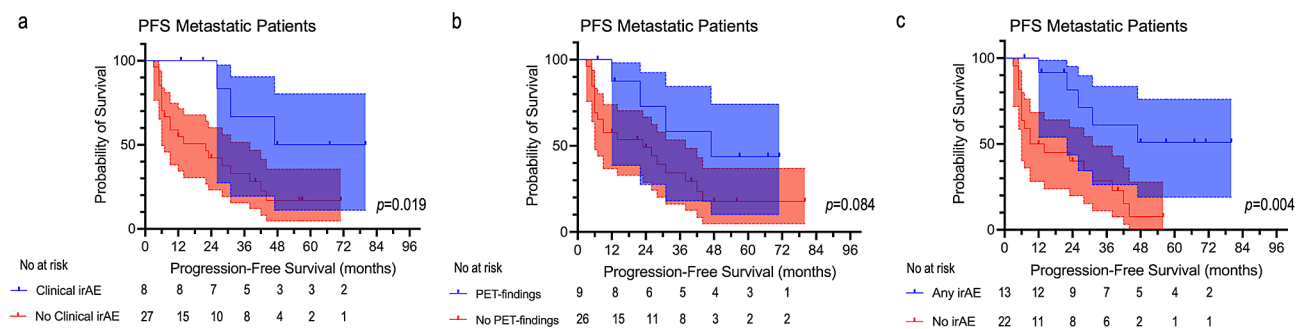 a
PFS Metastatic Patients
100
50
0
Probability of Survival
p=0.019
0 12 24 36 48 60 72 84 96
No at risk
Progression-Free Survival (months)
Clinical irAE 8 8 7 5 3 3 2
No Clinical irAE 27 15 10 8 4 2 1
b
PFS Metastatic Patients
100
50
0
Probability of Survival
p=0.084
0 12 24 36 48 60 72 84 96
No at risk
Progression-Free Survival (months)
PET-findings 9 8 6 5 4 3 1
No PET-findings 26 15 11 8 3 2 2
c
PFS Metastatic Patients
100
50
0
Probability of Survival
p=0.004
0 12 24 36 48 60 72 84 96
No at risk
Progression-Free Survival (months)
Any irAE 13 12 9 7 5 4 2
No irAE 22 11 8 6 2 1 1